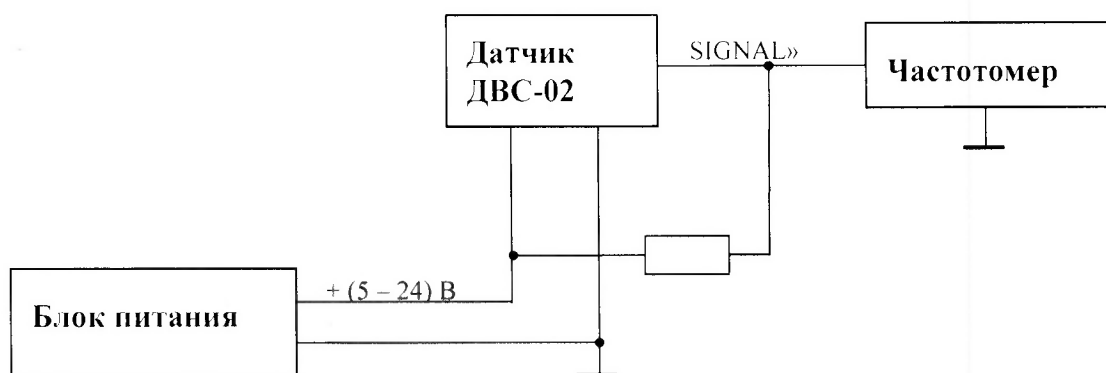 Датчик
ДВС-02
SIGNAL»
Частотомер
+ (5 – 24) В
Блок питания